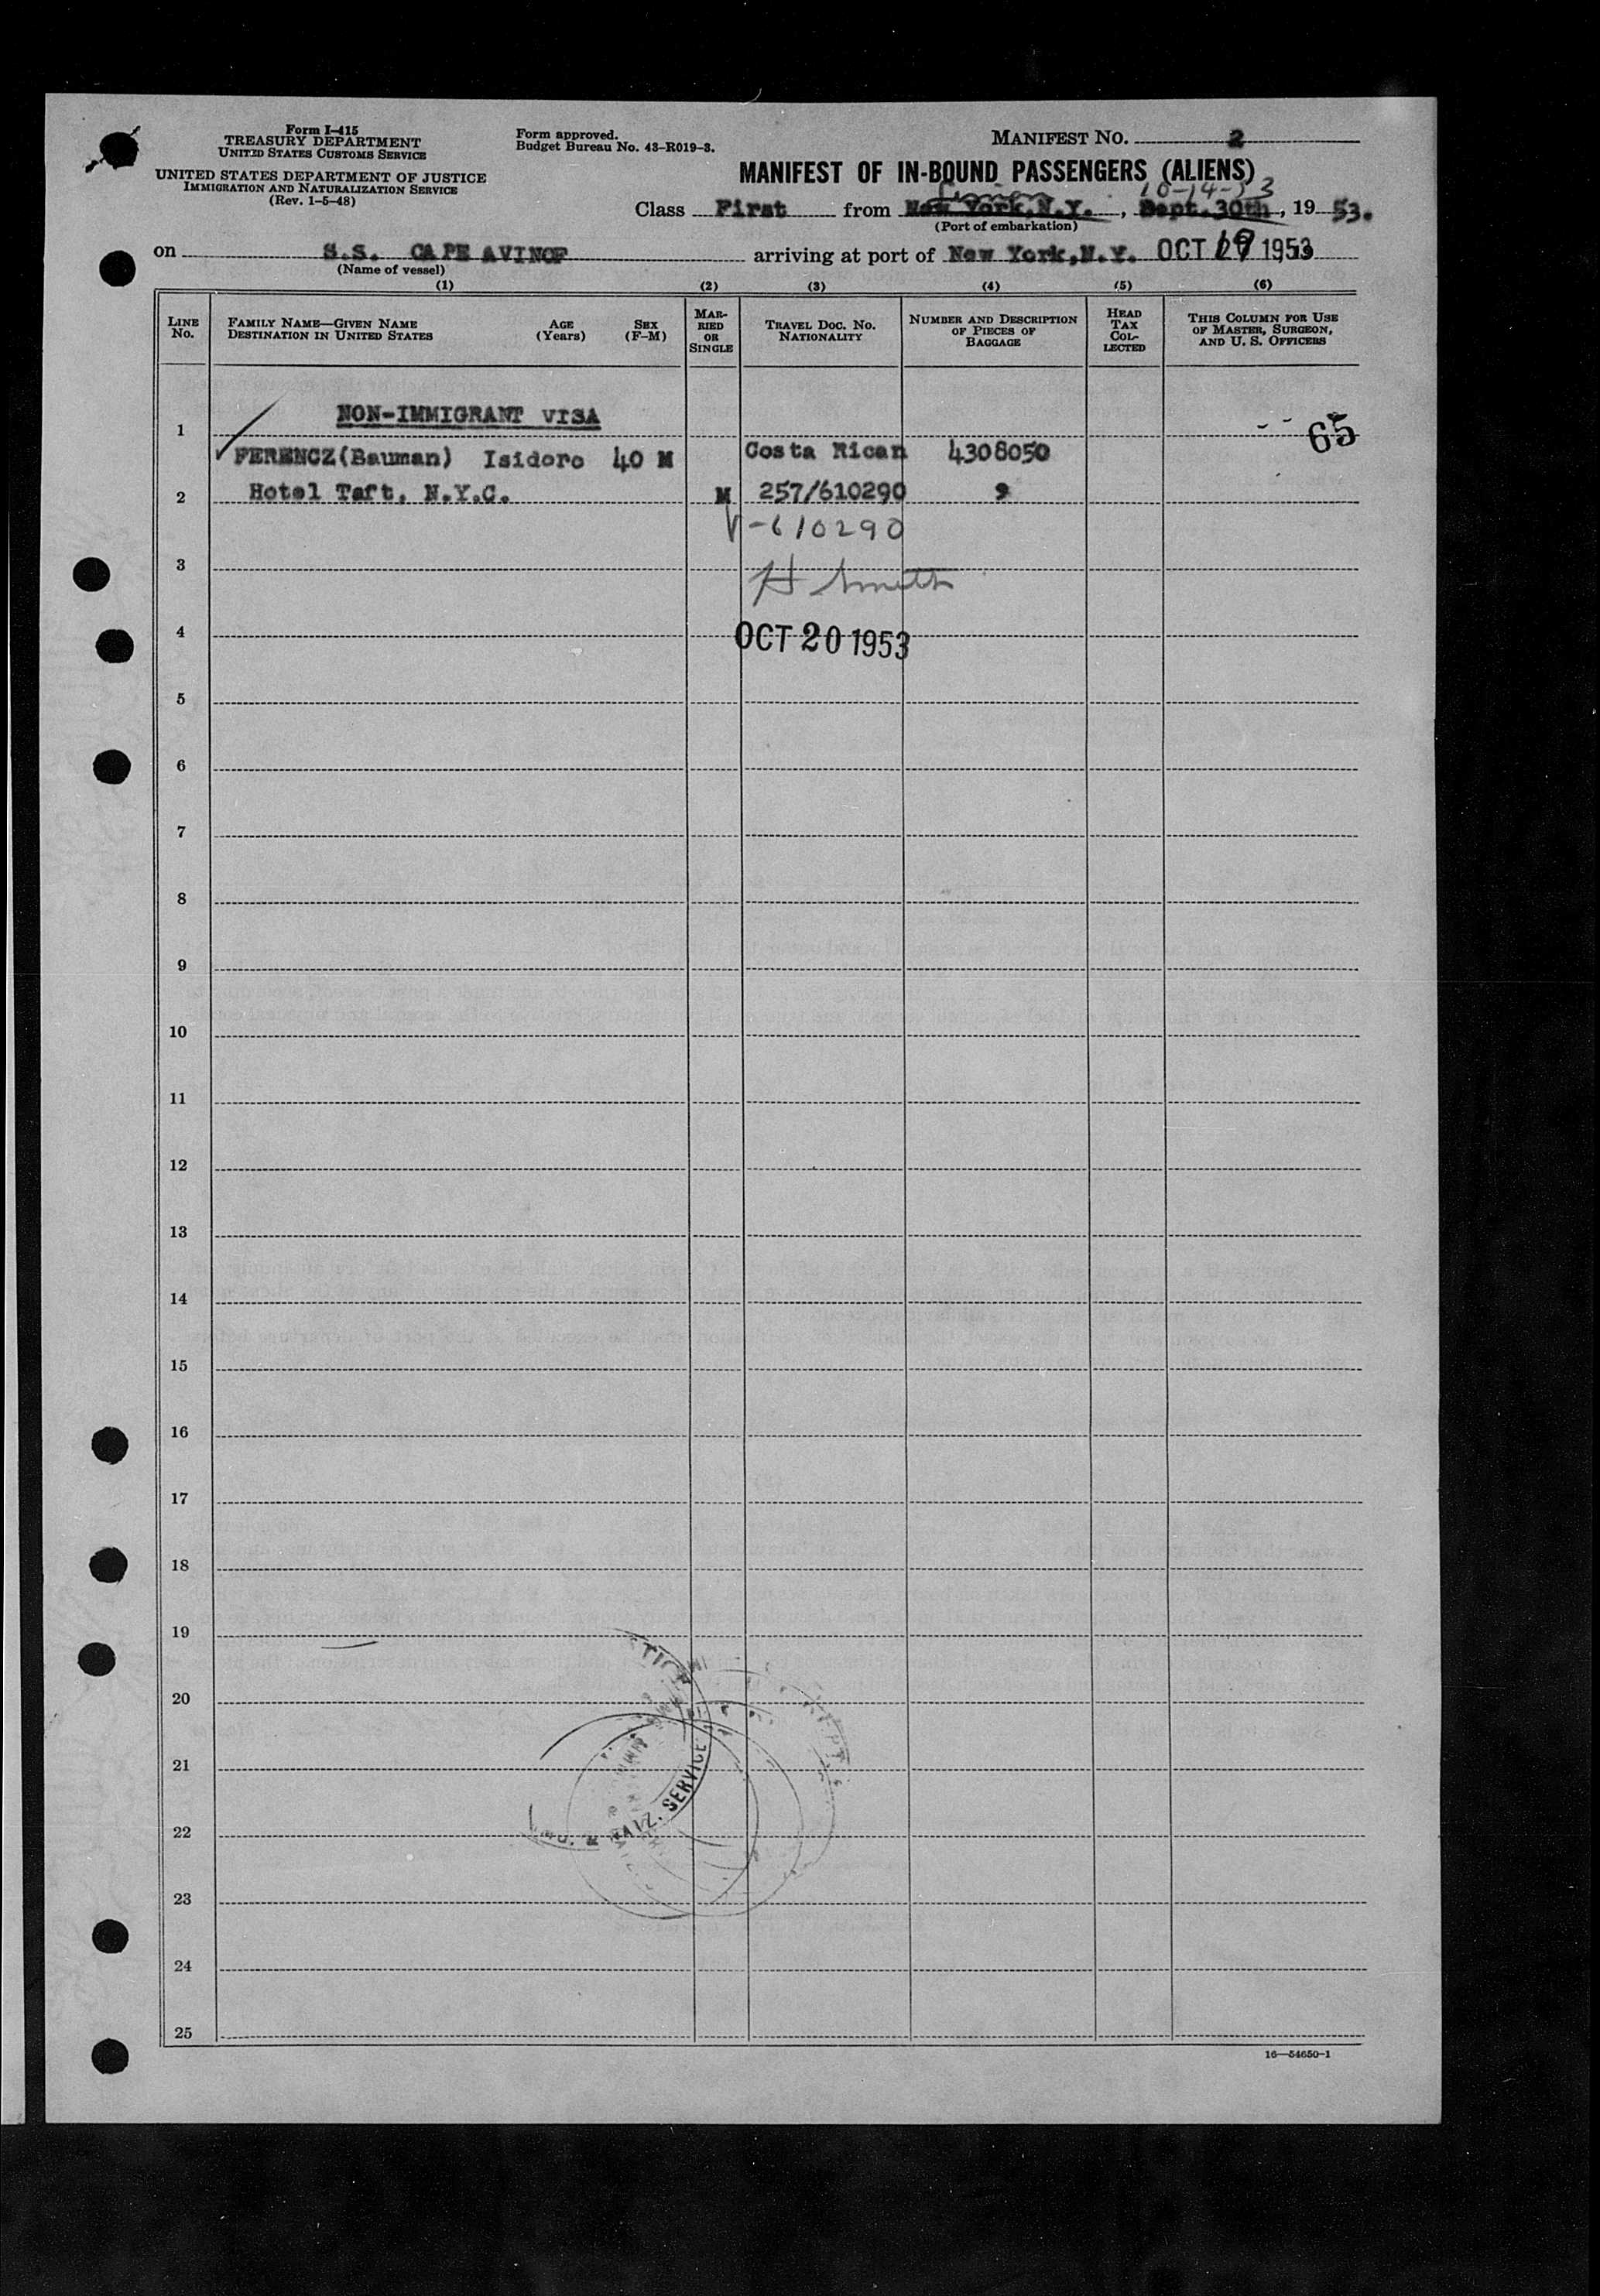 Form I-415
TREASURY DEPARTMENT
UNITED STATES CUSTOMS SERVICE
UNITED STATES DEPARTMENT OF JUSTICE
IMMIGRATION AND NATURALIZATION SERVICE
(Rev. 1-5-48)
Form approved.
Budget Bureau No. 43-R019-3.
MANIFEST NO. 2
MANIFEST OF IN-BOUND PASSENGERS (ALIENS)
10-14-53
Class First from New York, N.Y., Sept. 30th, 19 53.
(Port of embarkation)
on S.S. CAPE AVINOF arriving at port of New York, N.Y. OCT 19 1953
(Name of vessel)
(1) (2) (3) (4) (5) (6)
LINE No.
FAMILY NAME—GIVEN NAME
DESTINATION IN UNITED STATES
AGE (Years)
SEX (F-M)
MARRIED OR SINGLE
TRAVEL DOC. NO.
NATIONALITY
NUMBER AND DESCRIPTION OF PIECES OF BAGGAGE
HEAD TAX COLLECTED
THIS COLUMN FOR USE OF MASTER, SURGEON, AND U. S. OFFICERS
NON-IMMIGRANT VISA
1
65
FERENCZ(Bauman) Isidoro 40 M Costa Rican 4308050
2 Hotel Taft, N.Y.C. M 257/610290 9
V-610290
3
H Smith
4 OCT 20 1953
5
6
7
8
9
10
11
12
13
14
15
16
17
18
19
20
21
22
& NATZ. SERVICE
23
24
25
16—54650-1